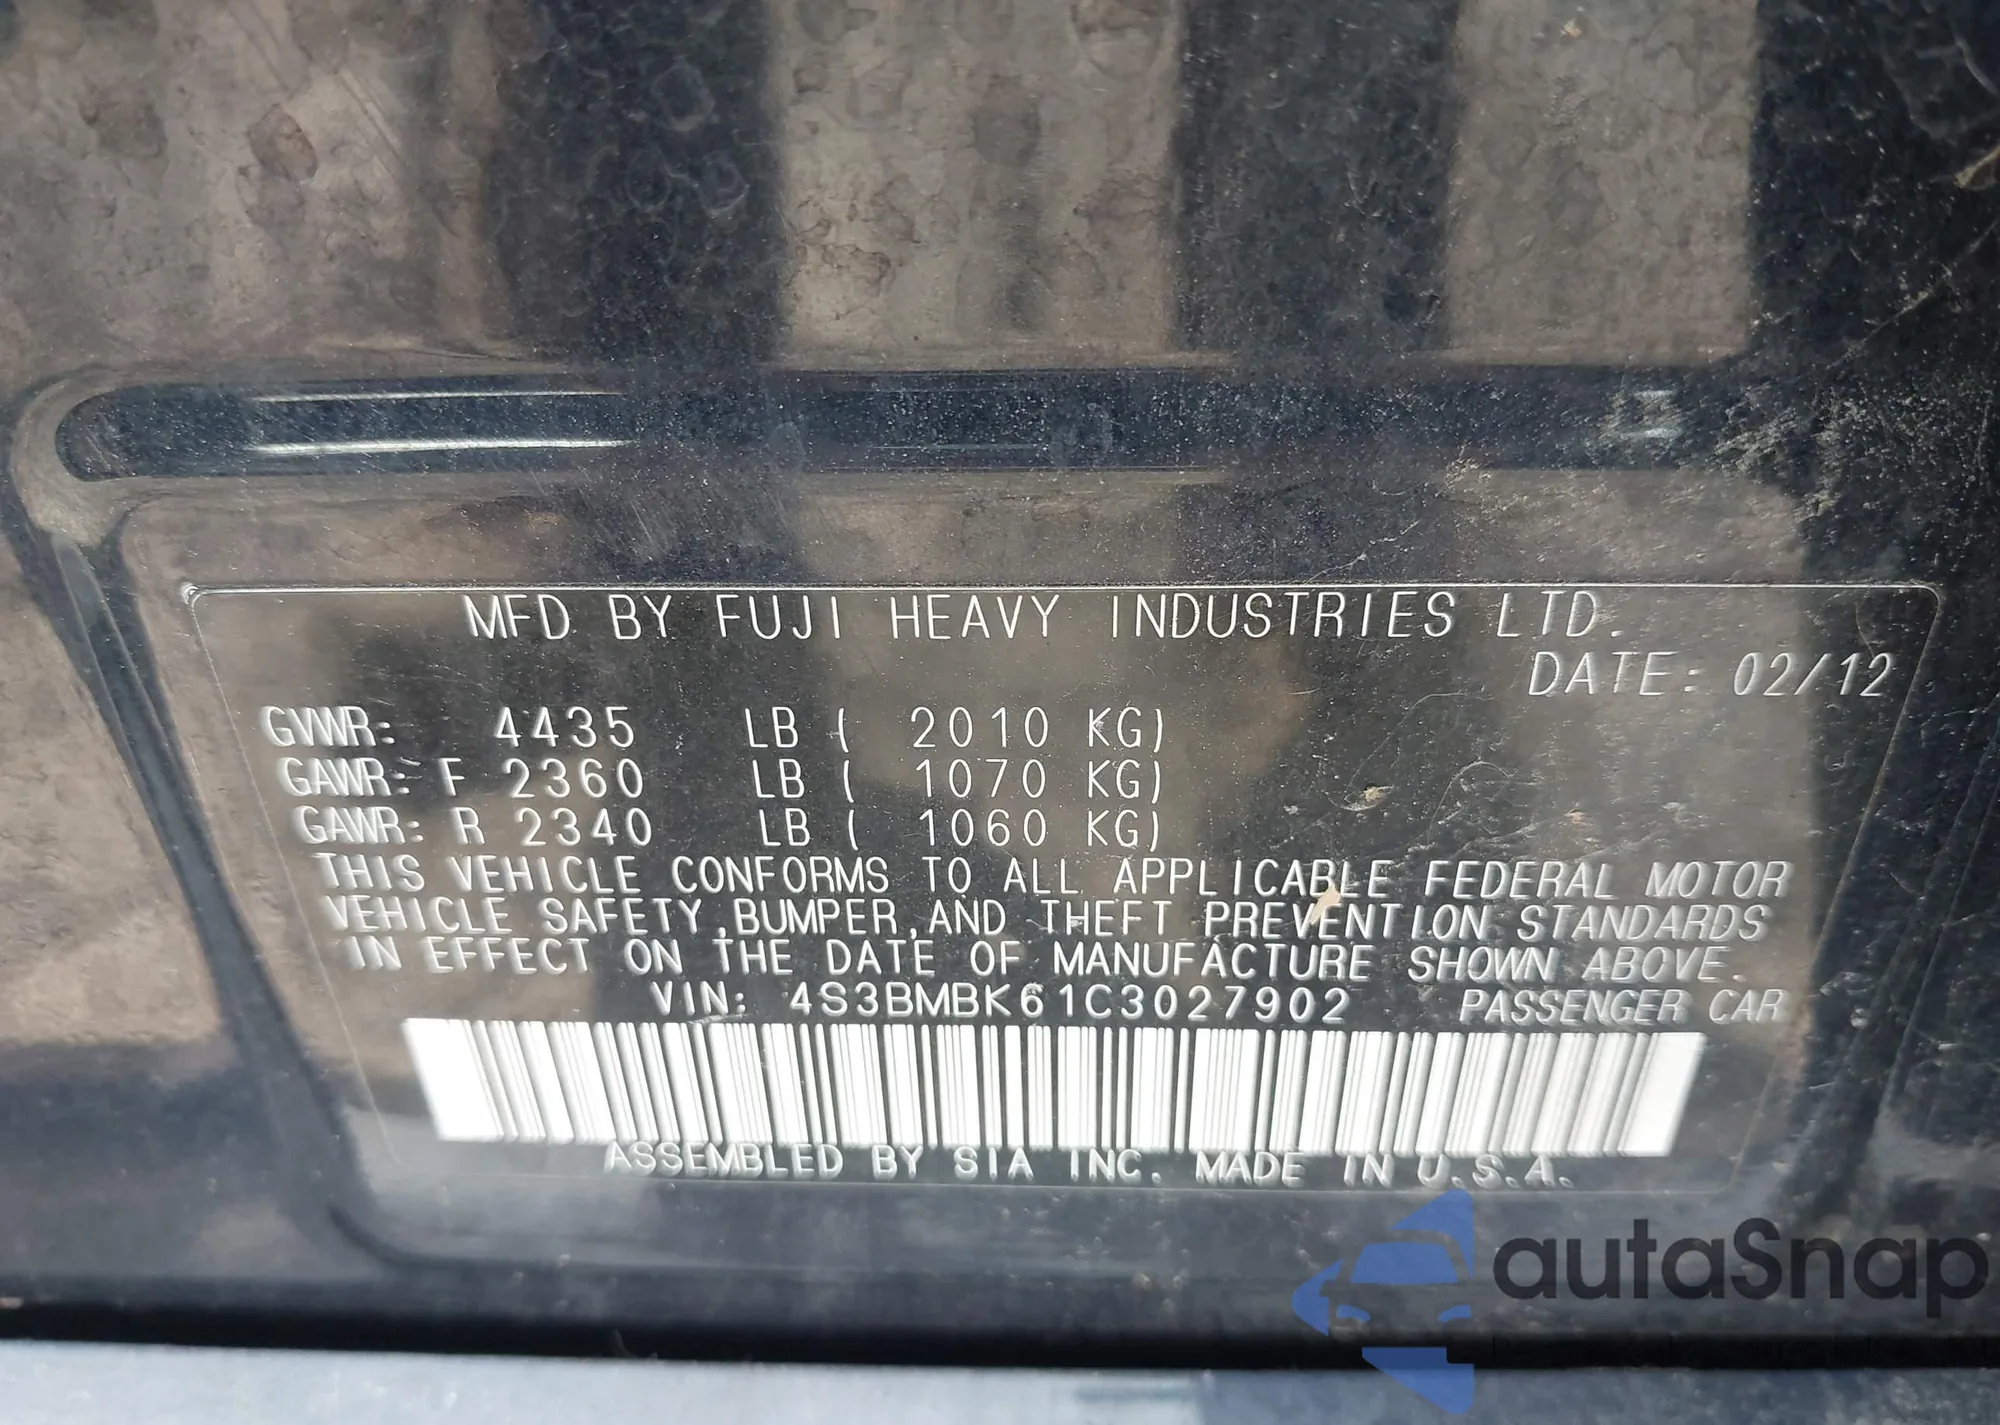 MFD BY FUJI HEAVY INDUSTRIES LTD.
DATE: 02/12
GVWR: 4435 LB ( 2010 KG)
GAWR: F 2360 LB ( 1070 KG)
GAWR: R 2340 LB ( 1060 KG)
THIS VEHICLE CONFORMS TO ALL APPLICABLE FEDERAL MOTOR
VEHICLE SAFETY,BUMPER,AND THEFT PREVENTION STANDARDS
IN EFFECT ON THE DATE OF MANUFACTURE SHOWN ABOVE.
VIN: 4S3BMBK61C3027902 PASSENGER CAR
ASSEMBLED BY SIA INC. MADE IN U.S.A.
autaSnap